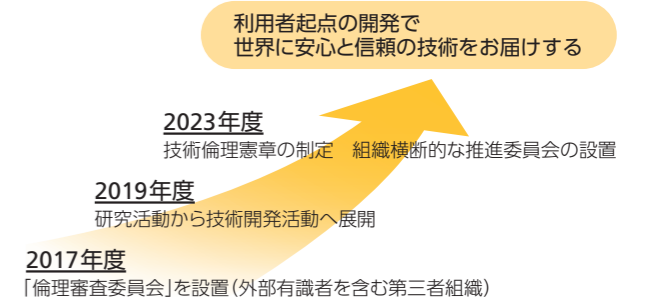 利用者起点の開発で
世界に安心と信頼の技術をお届けする
2023年度
技術倫理憲章の制定　組織横断的な推進委員会の設置
2019年度
研究活動から技術開発活動へ展開
2017年度
「倫理審査委員会」を設置（外部有識者を含む第三者組織）